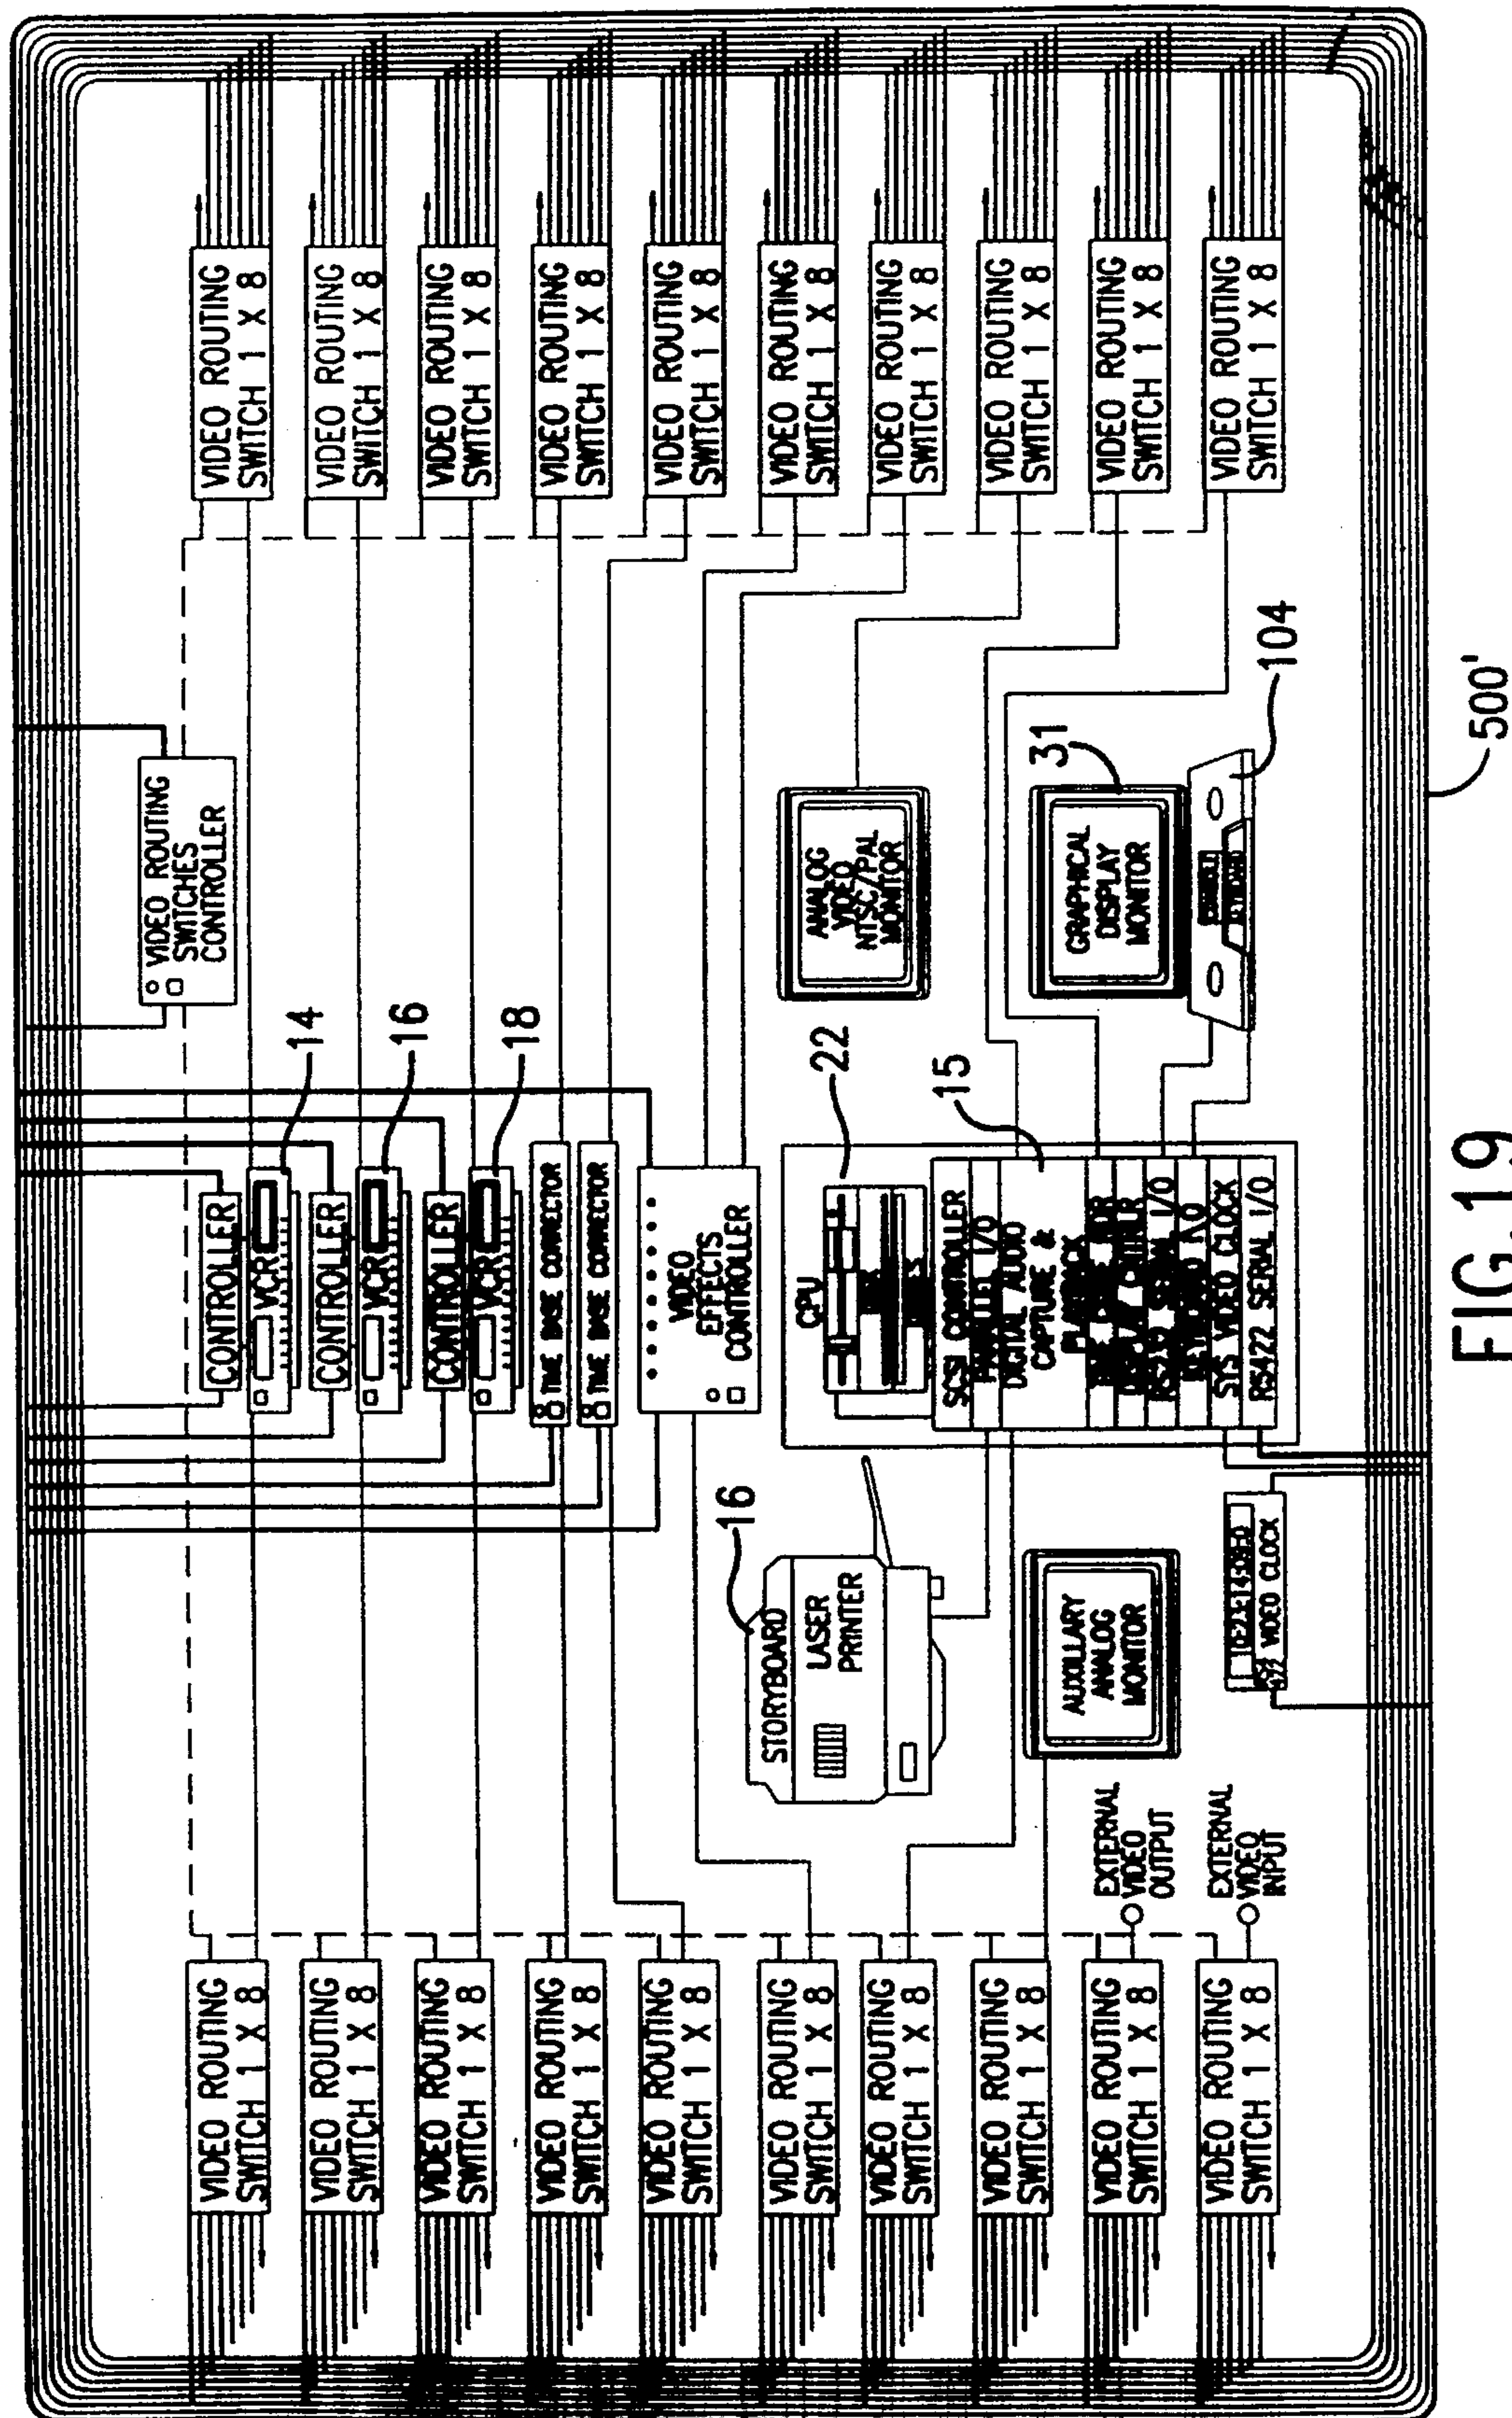 VIDEO ROUTING
SWITCHES
CONTROLLER
VIDEO ROUTING
SWITCH 1 X 8
VIDEO ROUTING
SWITCH 1 X 8
VIDEO ROUTING
SWITCH 1 X 8
VIDEO ROUTING
SWITCH 1 X 8
VIDEO ROUTING
SWITCH 1 X 8
VIDEO ROUTING
SWITCH 1 X 8
VIDEO ROUTING
SWITCH 1 X 8
VIDEO ROUTING
SWITCH 1 X 8
VIDEO ROUTING
SWITCH 1 X 8
VIDEO ROUTING
SWITCH 1 X 8
CONTROLLER
VCR
14
CONTROLLER
VCR
16
CONTROLLER
VCR
18
TIME BASE CORRECTOR
TIME BASE CORRECTOR
VIDEO
EFFECTS
CONTROLLER
STORYBOARD
LASER
PRINTER
16
CPU
22
SCSI CONTROLLER
PARALLEL I/O
DIGITAL AUDIO
CAPTURE &
PLAYBACK
15
RS212 SERIAL I/O
KEYBOARD I/O
SYS VIDEO CLOCK
RS422 SERIAL I/O
ANALOG
VIDEO
NTSC/PAL
MONITOR
GRAPHICAL
DISPLAY
MONITOR
31
104
AUXILLARY
ANALOG
MONITOR
VIDEO CLOCK
EXTERNAL
VIDEO
OUTPUT
EXTERNAL
VIDEO
INPUT
VIDEO ROUTING
SWITCH 1 X 8
VIDEO ROUTING
SWITCH 1 X 8
VIDEO ROUTING
SWITCH 1 X 8
VIDEO ROUTING
SWITCH 1 X 8
VIDEO ROUTING
SWITCH 1 X 8
VIDEO ROUTING
SWITCH 1 X 8
VIDEO ROUTING
SWITCH 1 X 8
VIDEO ROUTING
SWITCH 1 X 8
VIDEO ROUTING
SWITCH 1 X 8
VIDEO ROUTING
SWITCH 1 X 8
500'
FIG.19